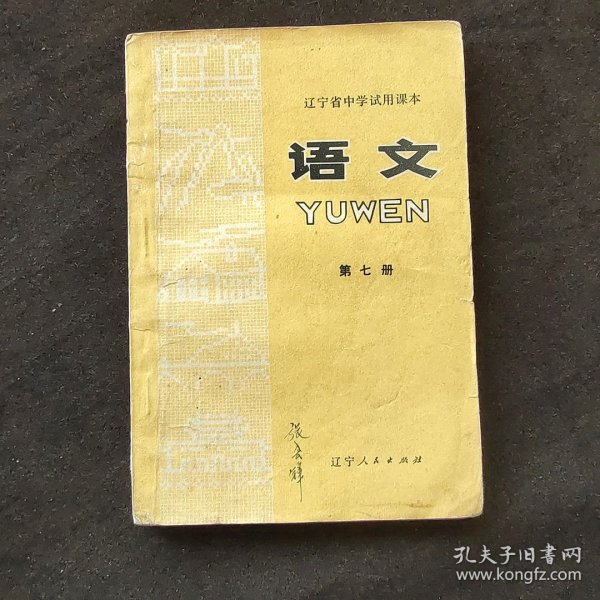 辽宁省中学试用课本
语文
YUWEN
第七册
辽宁人民出版社
孔夫子旧书网
www.kongfz.com